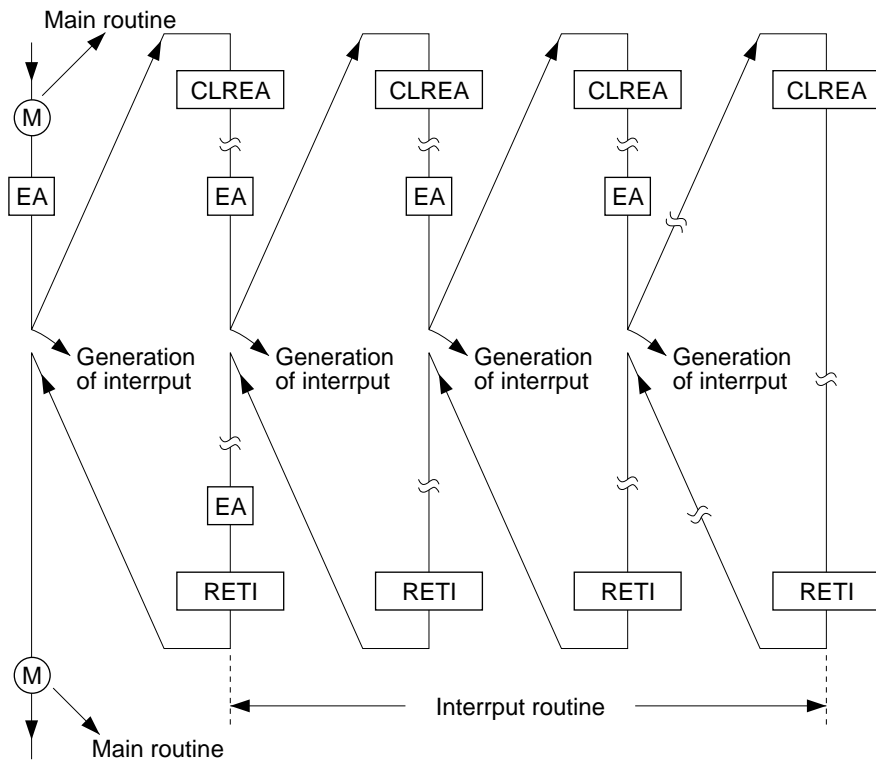 Main routine
CLREA
CLREA
CLREA
CLREA
M
EA
EA
EA
EA
Generation
of interrput
Generation
of interrput
Generation
of interrput
Generation
of interrput
EA
RETI
RETI
RETI
RETI
M
Interrput routine
Main routine